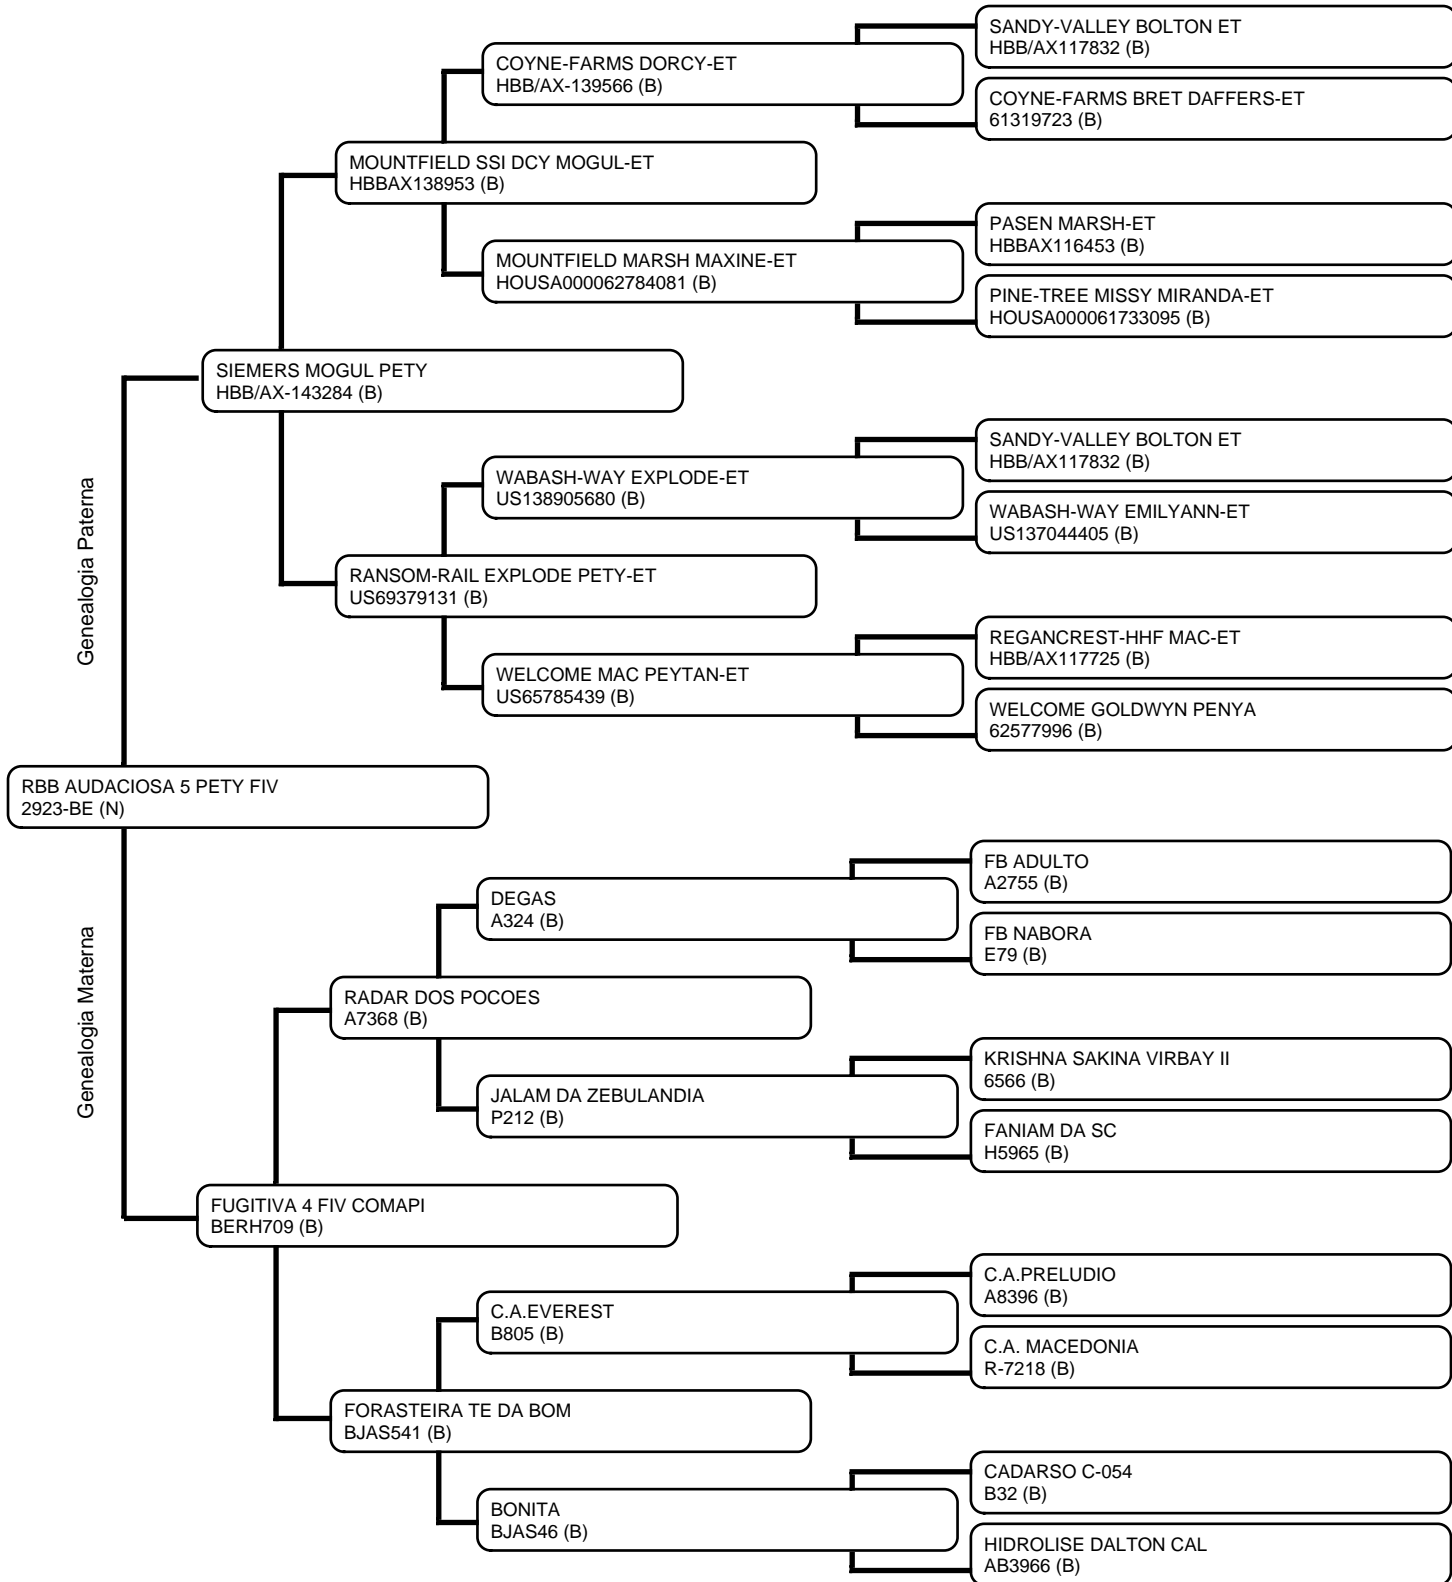 SANDY-VALLEY BOLTON ET
HBB/AX117832 (B)
COYNE-FARMS DORCY-ET
HBB/AX-139566 (B)
COYNE-FARMS BRET DAFFERS-ET
61319723 (B)
MOUNTFIELD SSI DCY MOGUL-ET
HBBAX138953 (B)
PASEN MARSH-ET
HBBAX116453 (B)
MOUNTFIELD MARSH MAXINE-ET
HOUSA000062784081 (B)
PINE-TREE MISSY MIRANDA-ET
HOUSA000061733095 (B)
SIEMERS MOGUL PETY
HBB/AX-143284 (B)
SANDY-VALLEY BOLTON ET
HBB/AX117832 (B)
WABASH-WAY EXPLODE-ET
US138905680 (B)
WABASH-WAY EMILYANN-ET
US137044405 (B)
Genealogia Paterna
RANSOM-RAIL EXPLODE PETY-ET
US69379131 (B)
REGANCREST-HHF MAC-ET
HBB/AX117725 (B)
WELCOME MAC PEYTAN-ET
US65785439 (B)
WELCOME GOLDWYN PENYA
62577996 (B)
RBB AUDACIOSA 5 PETY FIV
2923-BE (N)
FB ADULTO
A2755 (B)
DEGAS
A324 (B)
FB NABORA
E79 (B)
Genealogia Materna
RADAR DOS POCOES
A7368 (B)
KRISHNA SAKINA VIRBAY II
6566 (B)
JALAM DA ZEBULANDIA
P212 (B)
FANIAM DA SC
H5965 (B)
FUGITIVA 4 FIV COMAPI
BERH709 (B)
C.A.PRELUDIO
A8396 (B)
C.A.EVEREST
B805 (B)
C.A. MACEDONIA
R-7218 (B)
FORASTEIRA TE DA BOM
BJAS541 (B)
CADARSO C-054
B32 (B)
BONITA
BJAS46 (B)
HIDROLISE DALTON CAL
AB3966 (B)